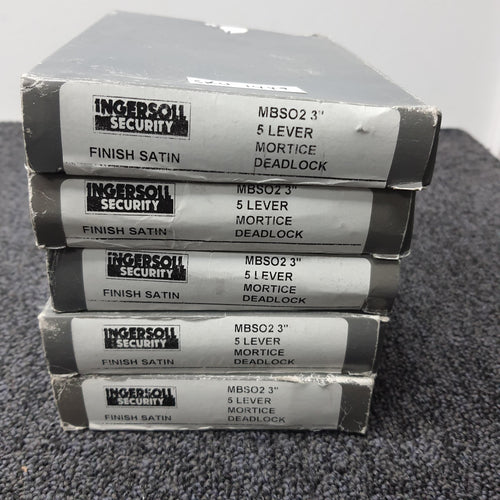 INGERSOLL
SECURITY
FINISH SATIN
MBSO2 3"
5 LEVER
MORTICE
DEADLOCK
INGERSOLL
SECURITY
FINISH SATIN
MBSO2 3"
5 LEVER
MORTICE
DEADLOCK
INGERSOLL
SECURITY
FINISH SATIN
MBSO2 3"
5 LEVER
MORTICE
DEADLOCK
INGERSOLL
SECURITY
FINISH SATIN
MBSO2 3"
5 LEVER
MORTICE
DEADLOCK
INGERSOLL
SECURITY
FINISH SATIN
MBSO2 3"
5 LEVER
MORTICE
DEADLOCK